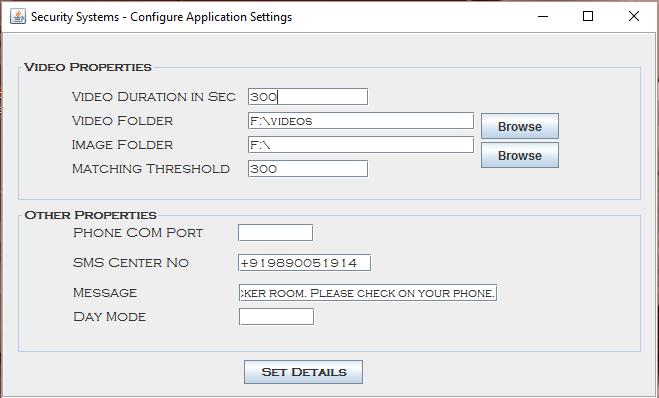 Security Systems - Configure Application Settings
Video Properties
Video Duration in Sec 300
Video Folder F:\videos Browse
Image Folder F:\ Browse
Matching Threshold 300
Other Properties
Phone COM Port
SMS Center No +919890051914
Message cker room. Please check on your phone.
Day Mode
Set Details